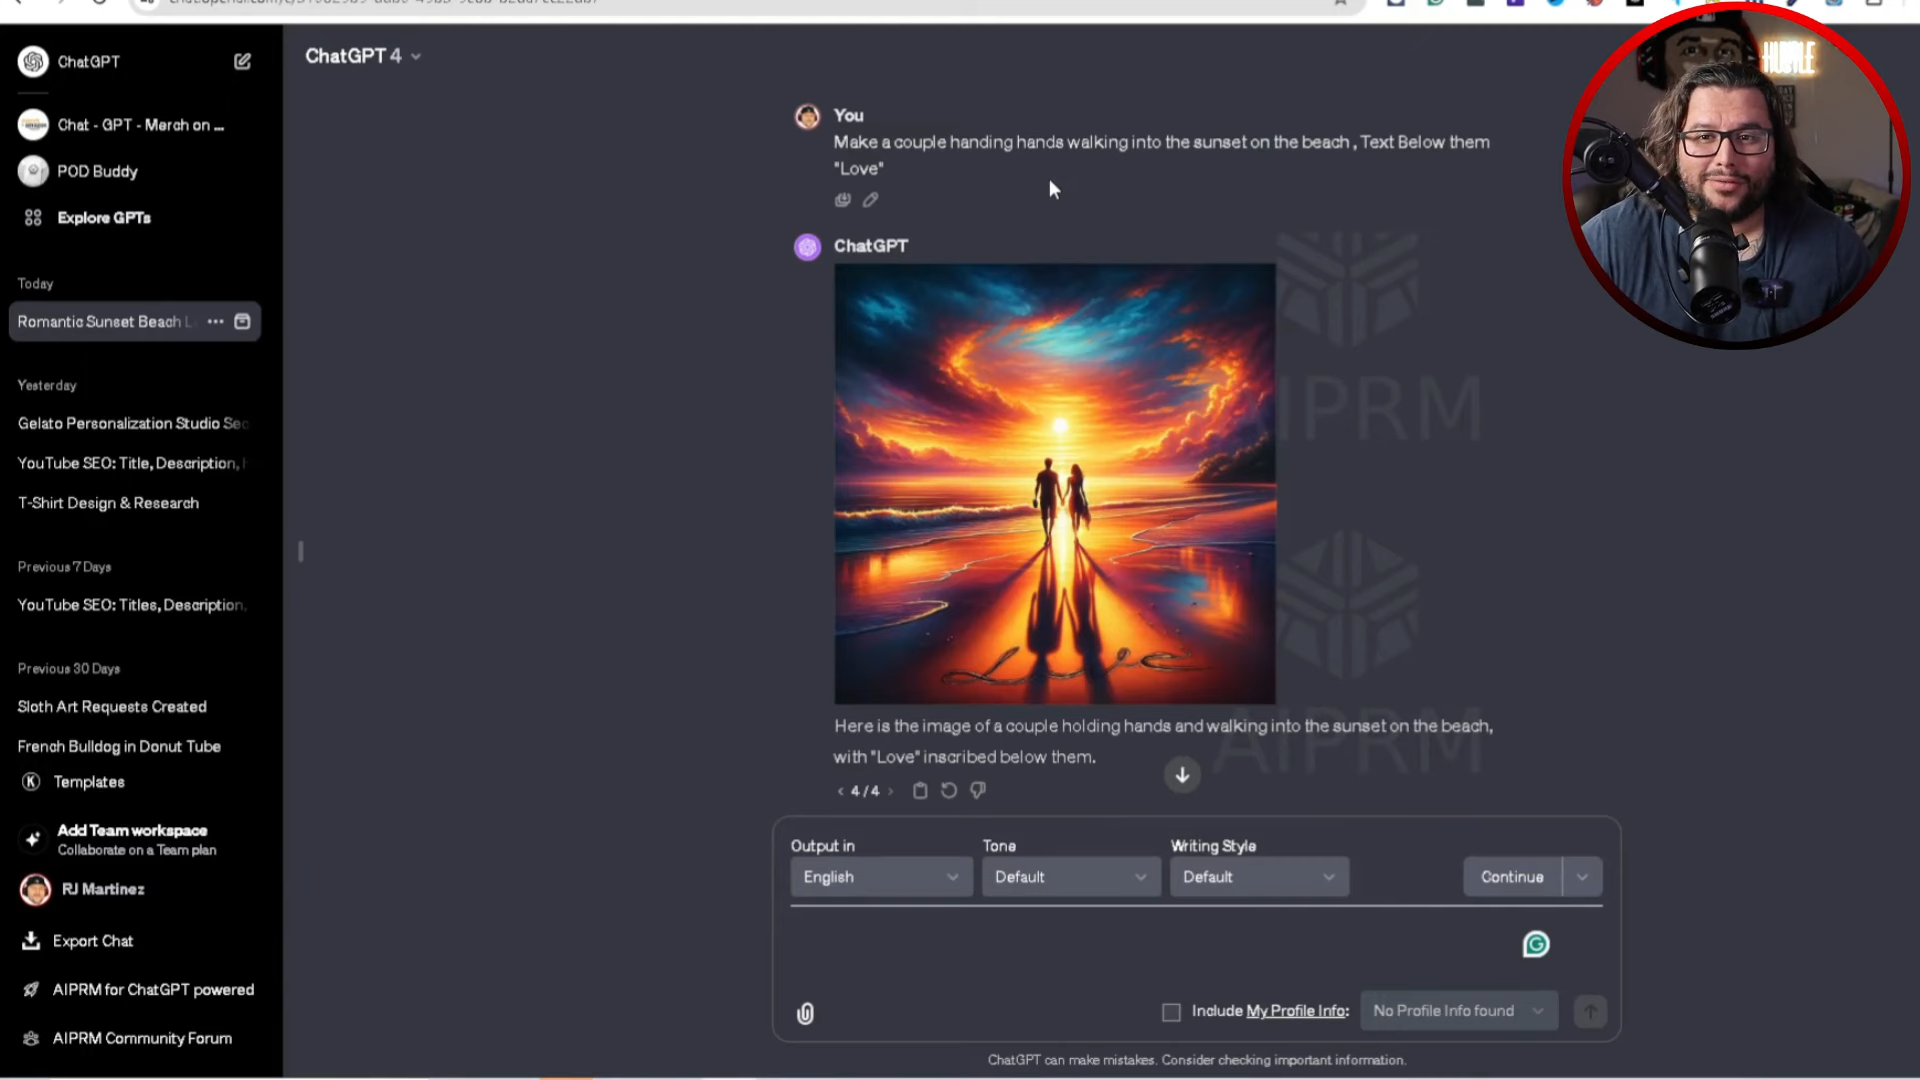 ChatGPT
Chat - GPT - Merch on ...
POD Buddy
Explore GPTs
Today
Romantic Sunset Beach L
Yesterday
Gelato Personalization Studio Sec
YouTube SEO: Title, Description,
T-Shirt Design & Research
Previous 7 Days
YouTube SEO: Titles, Description,
Previous 30 Days
Sloth Art Requests Created
French Bulldog in Donut Tube
Templates
Add Team workspace
Collaborate on a Team plan
RJ Martinez
Export Chat
AIPRM for ChatGPT powered
AIPRM Community Forum
ChatGPT 4
You
Make a couple handing hands walking into the sunset on the beach , Text Below them
"Love"
ChatGPT
Here is the image of a couple holding hands and walking into the sunset on the beach,
with "Love" inscribed below them.
4 / 4
Output in
English
Tone
Default
Writing Style
Default
Continue
Include My Profile Info:
No Profile Info found
ChatGPT can make mistakes. Consider checking important information.
AIPRM
AIPRM
HUSTLE